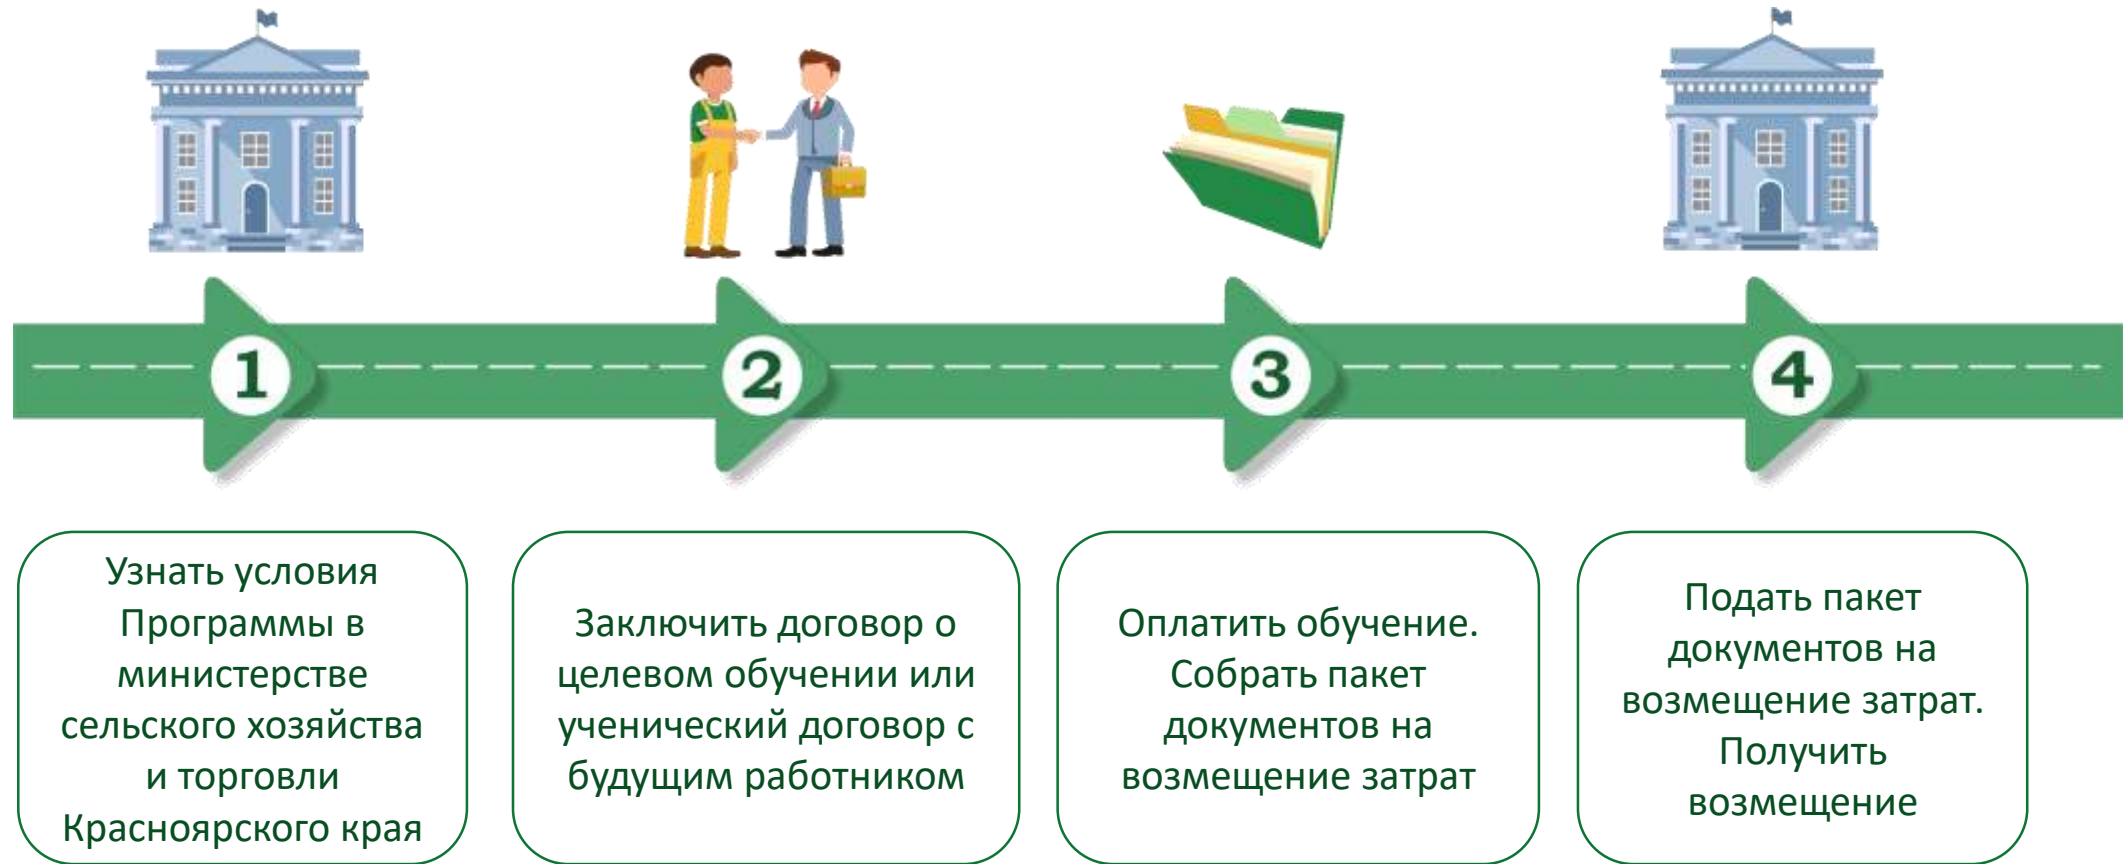 1
2
3
4
Узнать условия
Программы в
министерстве
сельского хозяйства
и торговли
Красноярского края
Заключить договор о
целевом обучении или
ученический договор с
будущим работником
Оплатить обучение.
Собрать пакет
документов на
возмещение затрат
Подать пакет
документов на
возмещение затрат.
Получить
возмещение